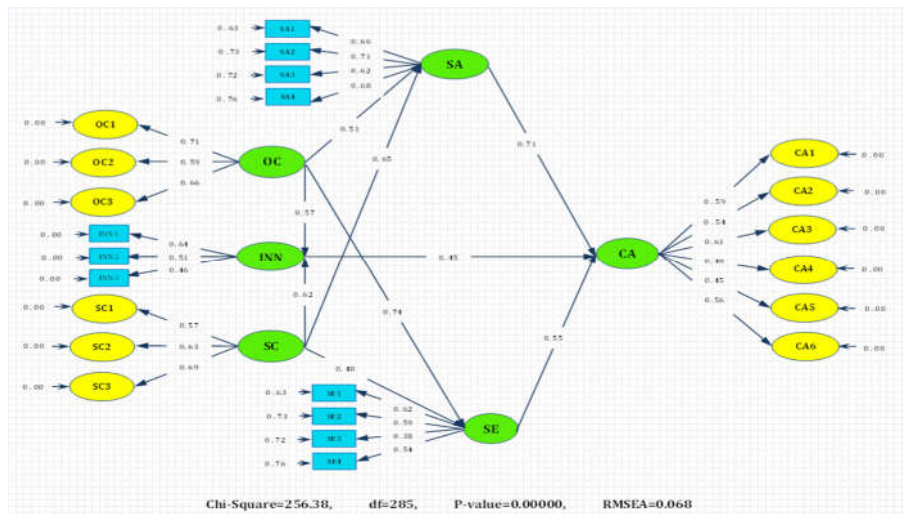 0.63 SA1 0.66
0.73 SA2 0.71 SA
0.72 SA3 0.62
0.76 SA4 0.68
0.00 OC1
0.71 0.51 0.71
0.00 OC2 0.59 OC 0.65 CA1 0.00
0.00 OC3 0.66 CA2 0.00
0.57 0.59
0.00 INN1 0.64 0.54 CA3 0.00
0.00 INN2 0.51 INN 0.45 CA 0.61
0.00 INN3 0.46 CA4 0.00
0.62 0.45
0.00 SC1 0.57 0.74 0.56 CA5 0.00
0.00 SC2 0.63 SC 0.55 CA6 0.00
0.00 SC3 0.69 0.48
0.63 SE1 0.62
0.73 SE2 0.59 SE
0.72 SE3 0.38
0.76 SE4 0.54
Chi-Square=256.38, df=285, P-value=0.00000, RMSEA=0.068